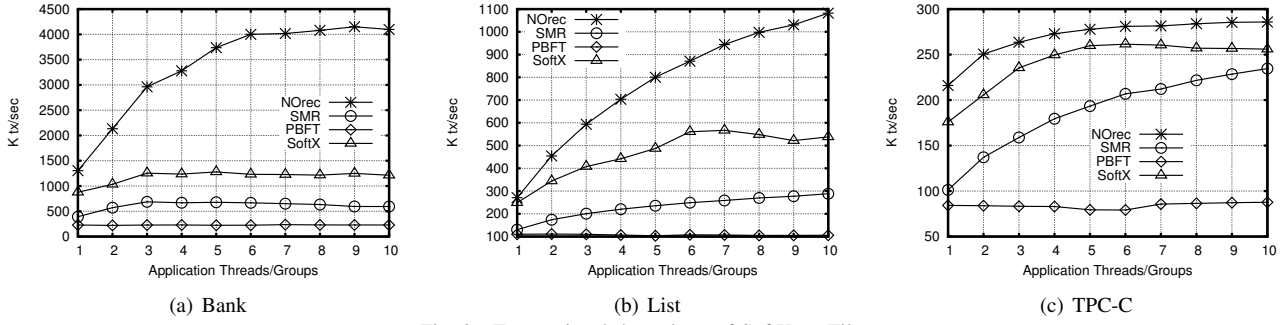 4500
4000
3500
3000
2500
2000
1500
1000
500
0
K tx/sec
NOrec
SMR
PBFT
SoftX
1 2 3 4 5 6 7 8 9 10
Application Threads/Groups
(a) Bank
1100
1000
900
800
700
600
500
400
300
200
100
K tx/sec
NOrec
SMR
PBFT
SoftX
1 2 3 4 5 6 7 8 9 10
Application Threads/Groups
(b) List
300
250
200
150
100
50
K tx/sec
NOrec
SMR
PBFT
SoftX
1 2 3 4 5 6 7 8 9 10
Application Threads/Groups
(c) TPC-C